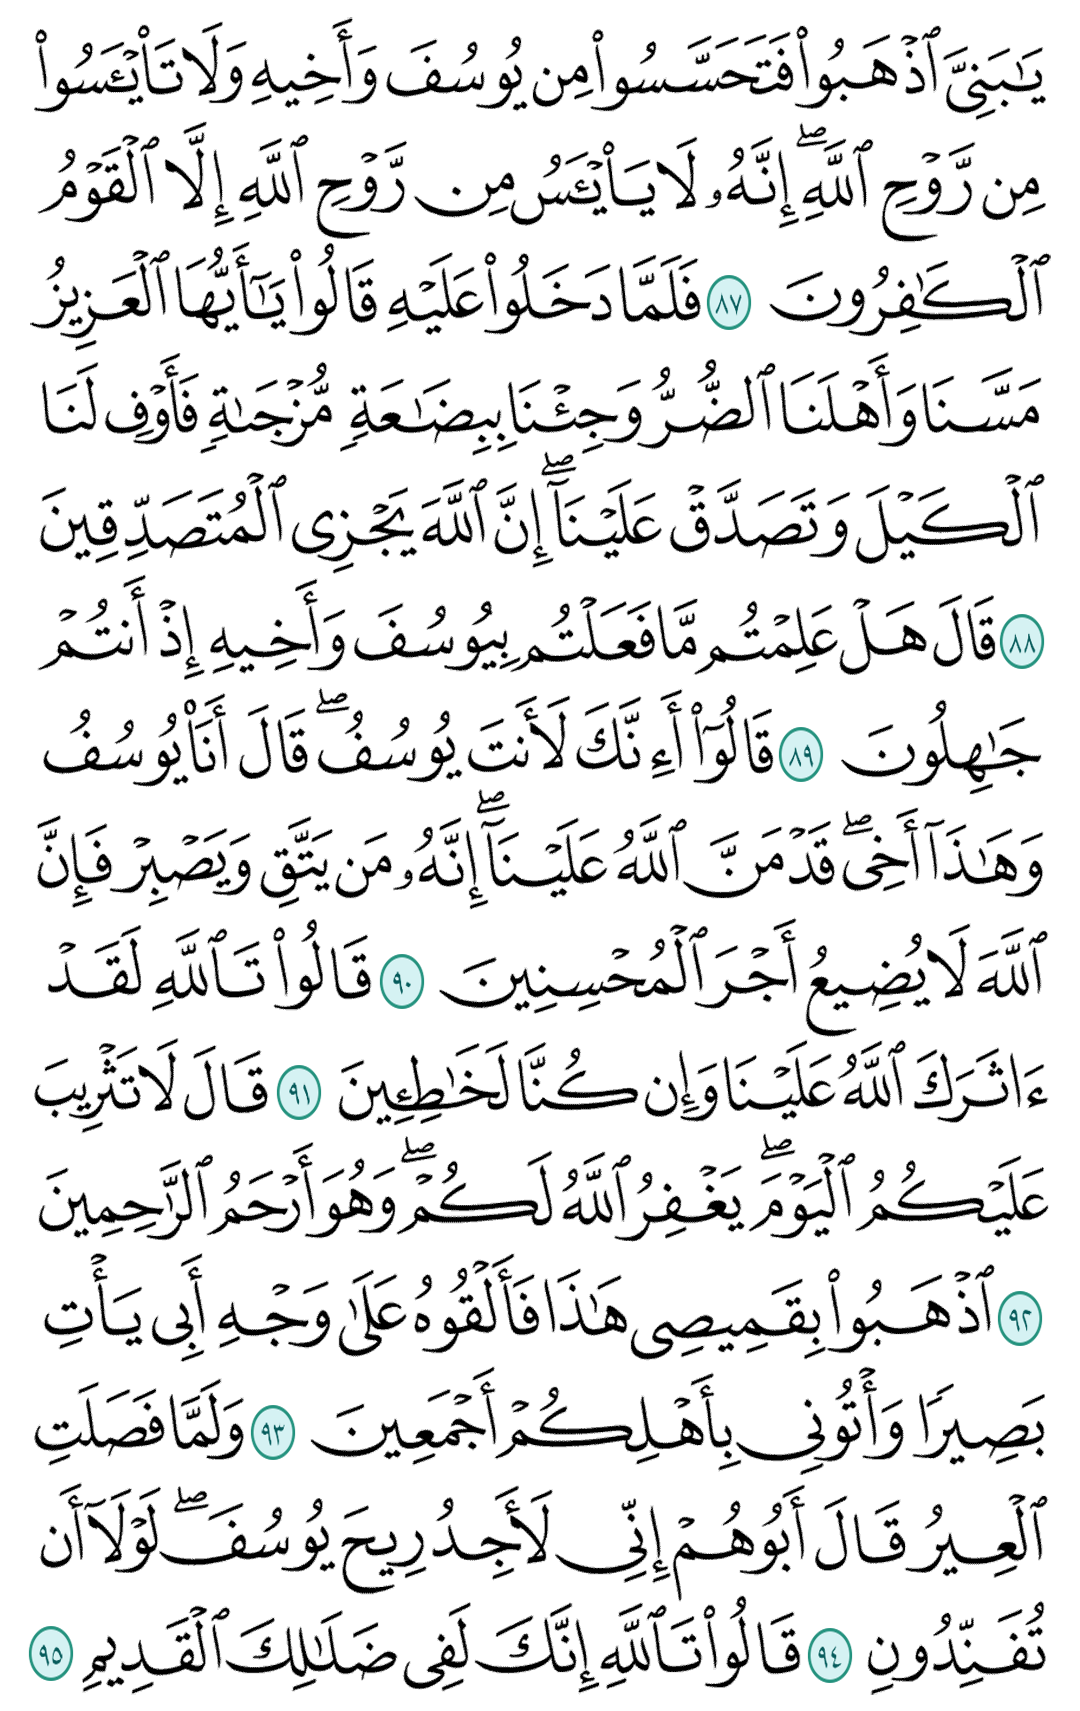 يَـٰبَنِىَّ ٱذْهَبُوا۟ فَتَحَسَّسُوا۟ مِن يُوسُفَ وَأَخِيهِ وَلَا تَا۟يْـَٔسُوا۟
مِن رَّوْحِ ٱللَّهِ ۖ إِنَّهُۥ لَا يَا۟يْـَٔسُ مِن رَّوْحِ ٱللَّهِ إِلَّا ٱلْقَوْمُ
ٱلْكَـٰفِرُونَ ٨٧ فَلَمَّا دَخَلُوا۟ عَلَيْهِ قَالُوا۟ يَـٰٓأَيُّهَا ٱلْعَزِيزُ
مَسَّنَا وَأَهْلَنَا ٱلضُّرُّ وَجِئْنَا بِبِضَـٰعَةٍ مُّزْجَىٰةٍ فَأَوْفِ لَنَا
ٱلْكَيْلَ وَتَصَدَّقْ عَلَيْنَآ ۖ إِنَّ ٱللَّهَ يَجْزِى ٱلْمُتَصَدِّقِينَ
٨٨ قَالَ هَلْ عَلِمْتُم مَّا فَعَلْتُم بِيُوسُفَ وَأَخِيهِ إِذْ أَنتُمْ
جَـٰهِلُونَ ٨٩ قَالُوٓا۟ أَءِنَّكَ لَأَنتَ يُوسُفُ ۖ قَالَ أَنَا۠ يُوسُفُ
وَهَـٰذَآ أَخِى ۖ قَدْ مَنَّ ٱللَّهُ عَلَيْنَآ ۖ إِنَّهُۥ مَن يَتَّقِ وَيَصْبِرْ فَإِنَّ
ٱللَّهَ لَا يُضِيعُ أَجْرَ ٱلْمُحْسِنِينَ ٩٠ قَالُوا۟ تَٱللَّهِ لَقَدْ
ءَاثَرَكَ ٱللَّهُ عَلَيْنَا وَإِن كُنَّا لَخَـٰطِـِٔينَ ٩١ قَالَ لَا تَثْرِيبَ
عَلَيْكُمُ ٱلْيَوْمَ ۖ يَغْفِرُ ٱللَّهُ لَكُمْ ۖ وَهُوَ أَرْحَمُ ٱلرَّٰحِمِينَ
٩٢ ٱذْهَبُوا۟ بِقَمِيصِى هَـٰذَا فَأَلْقُوهُ عَلَىٰ وَجْهِ أَبِى يَأْتِ
بَصِيرًا وَأْتُونِى بِأَهْلِكُمْ أَجْمَعِينَ ٩٣ وَلَمَّا فَصَلَتِ
ٱلْعِيرُ قَالَ أَبُوهُمْ إِنِّى لَأَجِدُ رِيحَ يُوسُفَ ۖ لَوْلَآ أَن
تُفَنِّدُونِ ٩٤ قَالُوا۟ تَٱللَّهِ إِنَّكَ لَفِى ضَلَـٰلِكَ ٱلْقَدِيمِ ٩٥